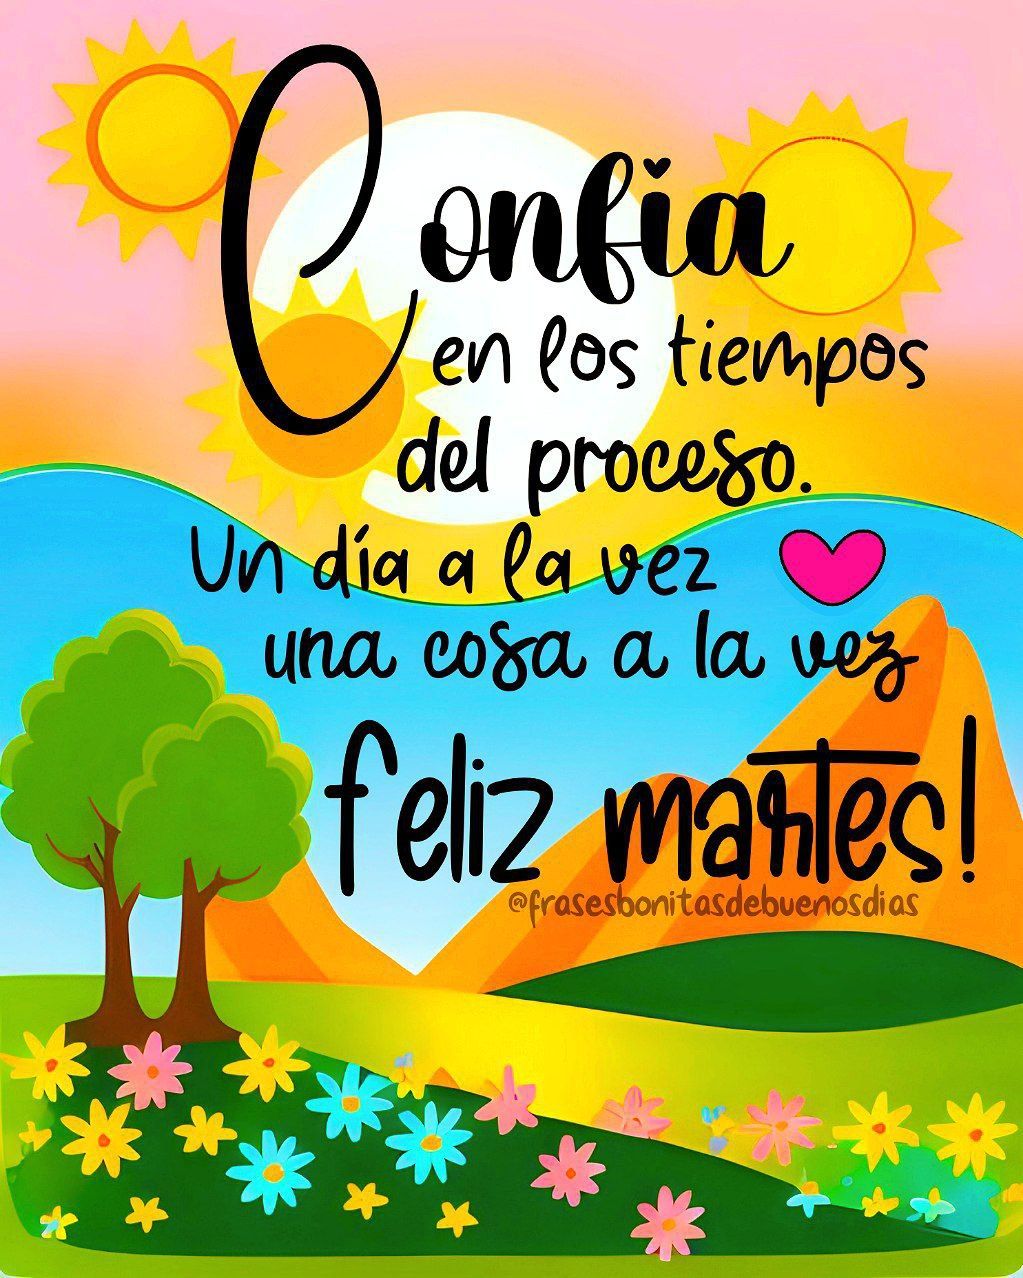 Confia
en los tiempos
del proceso.
Un día a la vez
una cosa a la vez
feliz martes!
@frasesbonitasdebuenosdias